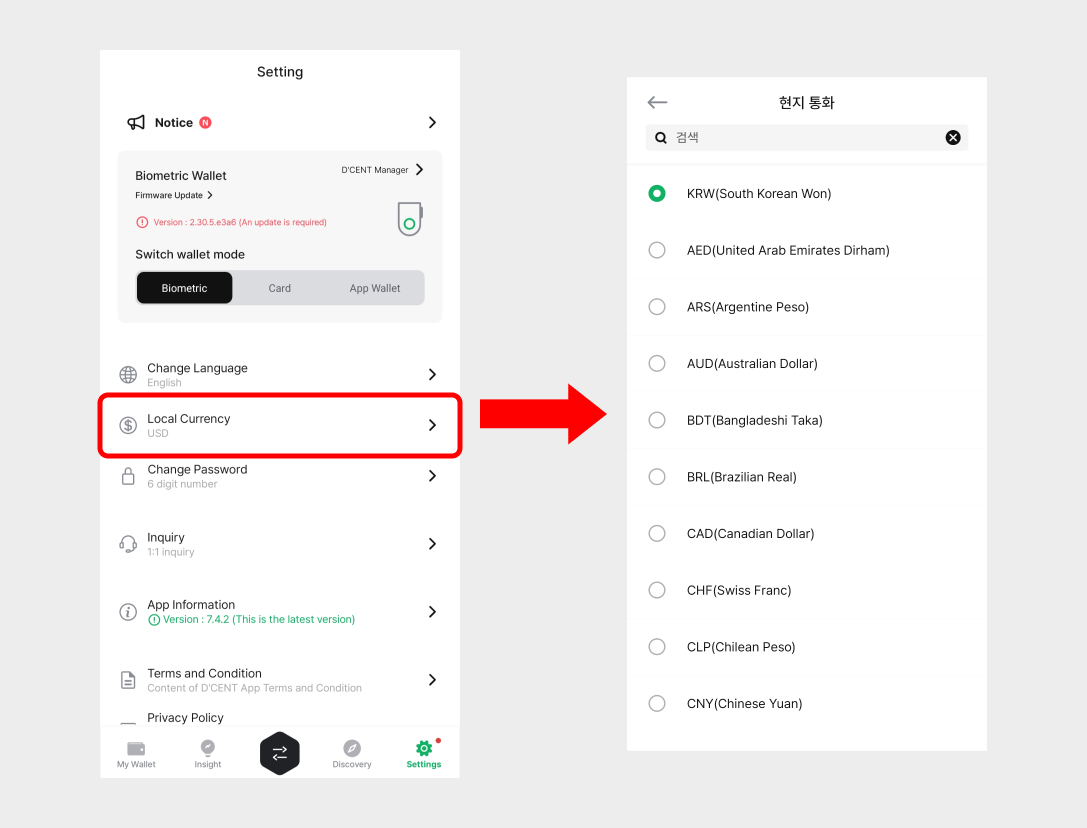 Setting
Notice N
Biometric Wallet
D'CENT Manager
Firmware Update
Version : 2.30.5.e3a6 (An update is required)
Switch wallet mode
Biometric
Card
App Wallet
Change Language
English
Local Currency
USD
Change Password
6 digit number
Inquiry
1:1 inquiry
App Information
Version : 7.4.2 (This is the latest version)
Terms and Condition
Content of D'CENT App Terms and Condition
Privacy Policy
My Wallet
Insight
Discovery
Settings
현지 통화
검색
KRW(South Korean Won)
AED(United Arab Emirates Dirham)
ARS(Argentine Peso)
AUD(Australian Dollar)
BDT(Bangladeshi Taka)
BRL(Brazilian Real)
CAD(Canadian Dollar)
CHF(Swiss Franc)
CLP(Chilean Peso)
CNY(Chinese Yuan)